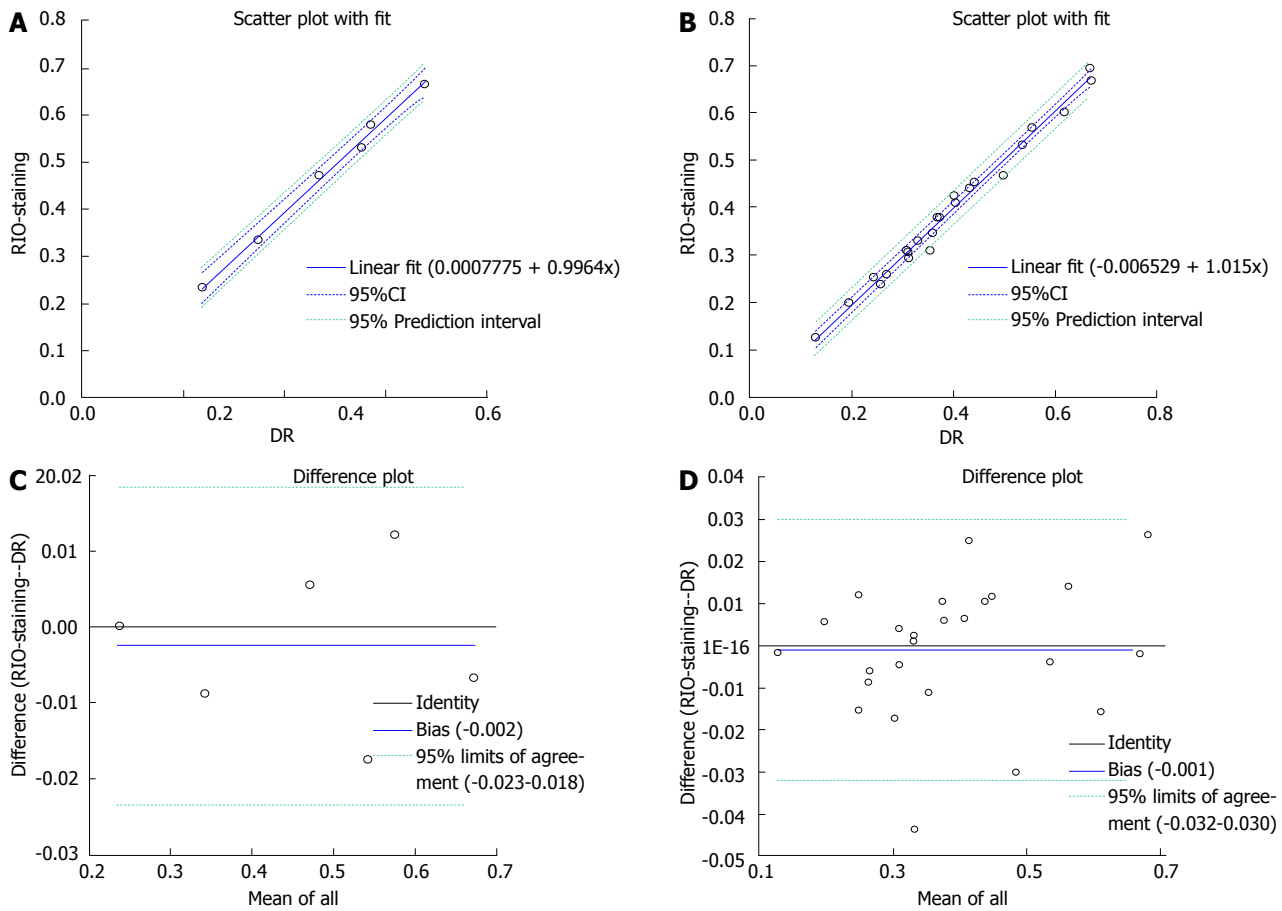 A
Scatter plot with fit
0.8
0.7
0.6
0.5
0.4
0.3
0.2
0.1
0.0
RIO-staining
Linear fit (0.0007775 + 0.9964x)
95%CI
95% Prediction interval
0.0 0.2 0.4 0.6
DR
B
Scatter plot with fit
0.8
0.7
0.6
0.5
0.4
0.3
0.2
0.1
0.0
RIO-staining
Linear fit (-0.006529 + 1.015x)
95%CI
95% Prediction interval
0.0 0.2 0.4 0.6 0.8
DR
C
Difference plot
20.02
0.01
0.00
-0.01
-0.02
-0.03
Difference (RIO-staining--DR)
Identity
Bias (-0.002)
95% limits of agree-
ment (-0.023-0.018)
0.2 0.3 0.4 0.5 0.6 0.7
Mean of all
D
Difference plot
0.04
0.03
0.01
1E-16
-0.01
-0.02
-0.03
-0.04
-0.05
Difference (RIO-staining--DR)
Identity
Bias (-0.001)
95% limits of agree-
ment (-0.032-0.030)
0.1 0.3 0.5 0.7
Mean of all